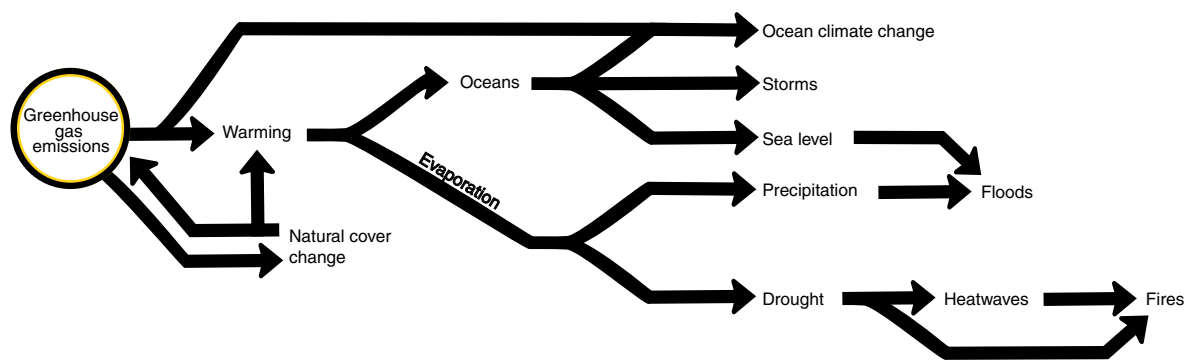 Greenhouse
gas
emissions
Warming
Natural cover
change
Oceans
Evaporation
Ocean climate change
Storms
Sea level
Precipitation
Floods
Drought
Heatwaves
Fires